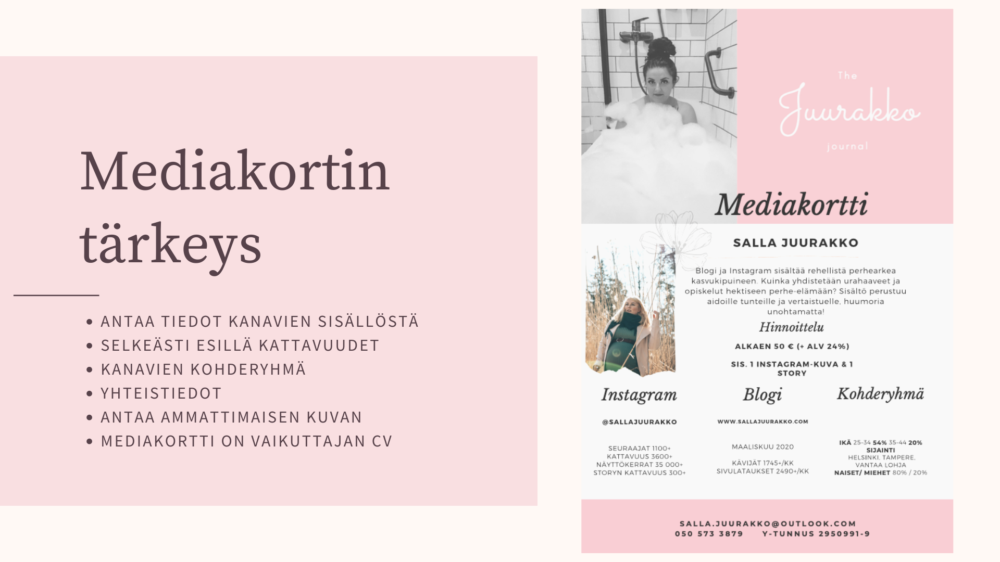 Mediakortin
tärkeys
• ANTAA TIEDOT KANAVIEN SISÄLLÖSTÄ
• SELKEÄSTI ESILLÄ KATTAVUUDET
• KANAVIEN KOHDERYHMÄ
• YHTEISTIEDOT
• ANTAA AMMATTIMAISEN KUVAN
• MEDIAKORTTI ON VAIKUTTAJAN CV
The
Juurakko
journal
Mediakortti
SALLA JUURAKKO
Blogi ja Instagram sisältää rehellistä perhearkea
kasvukipuineen. Kuinka yhdistetään urahaaveet ja
opiskelut hektiseen perhe-elämään? Sisältö perustuu
aidoille tunteille ja vertaistuelle, huumoria
unohtamatta!
Hinnoittelu
ALKAEN 50 € (+ ALV 24%)
SIS. 1 INSTAGRAM-KUVA & 1
STORY
Instagram
@SALLAJUURAKKO
SEURAAJAT 1100+
KATTAVUUS 3600+
NÄYTTÖKERRAT 35 000+
STORYN KATTAVUUS 300+
Blogi
WWW.SALLAJUURAKKO.COM
MAALISKUU 2020
KÄVIJÄT 1745+/KK
SIVULATAUKSET 2490+/KK
Kohderyhmä
IKÄ 25-34 54% 35-44 20%
SIJAINTI
HELSINKI, TAMPERE,
VANTAA LOHJA
NAISET/ MIEHET 80% / 20%
SALLA.JUURAKKO@OUTLOOK.COM
050 573 3879 Y-TUNNUS 2950991-9